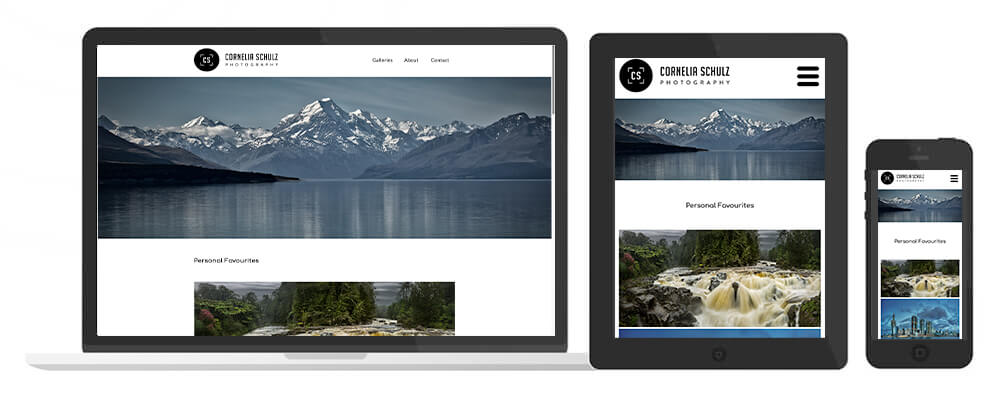 CS
CORNELIA SCHULZ
PHOTOGRAPHY
Galleries About Contact
Personal Favourites
CS
CORNELIA SCHULZ
PHOTOGRAPHY
Personal Favourites
CS
CORNELIA SCHULZ
PHOTOGRAPHY
Personal Favourites